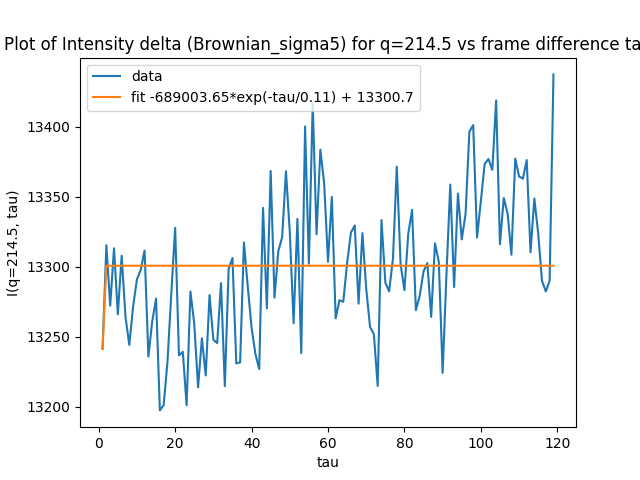 Plot of Intensity delta (Brownian_sigma5) for q=214.5 vs frame difference ta
data
fit -689003.65*exp(-tau/0.11) + 13300.7
I(q=214.5, tau)
13400
13350
13300
13250
13200
0 20 40 60 80 100 120
tau